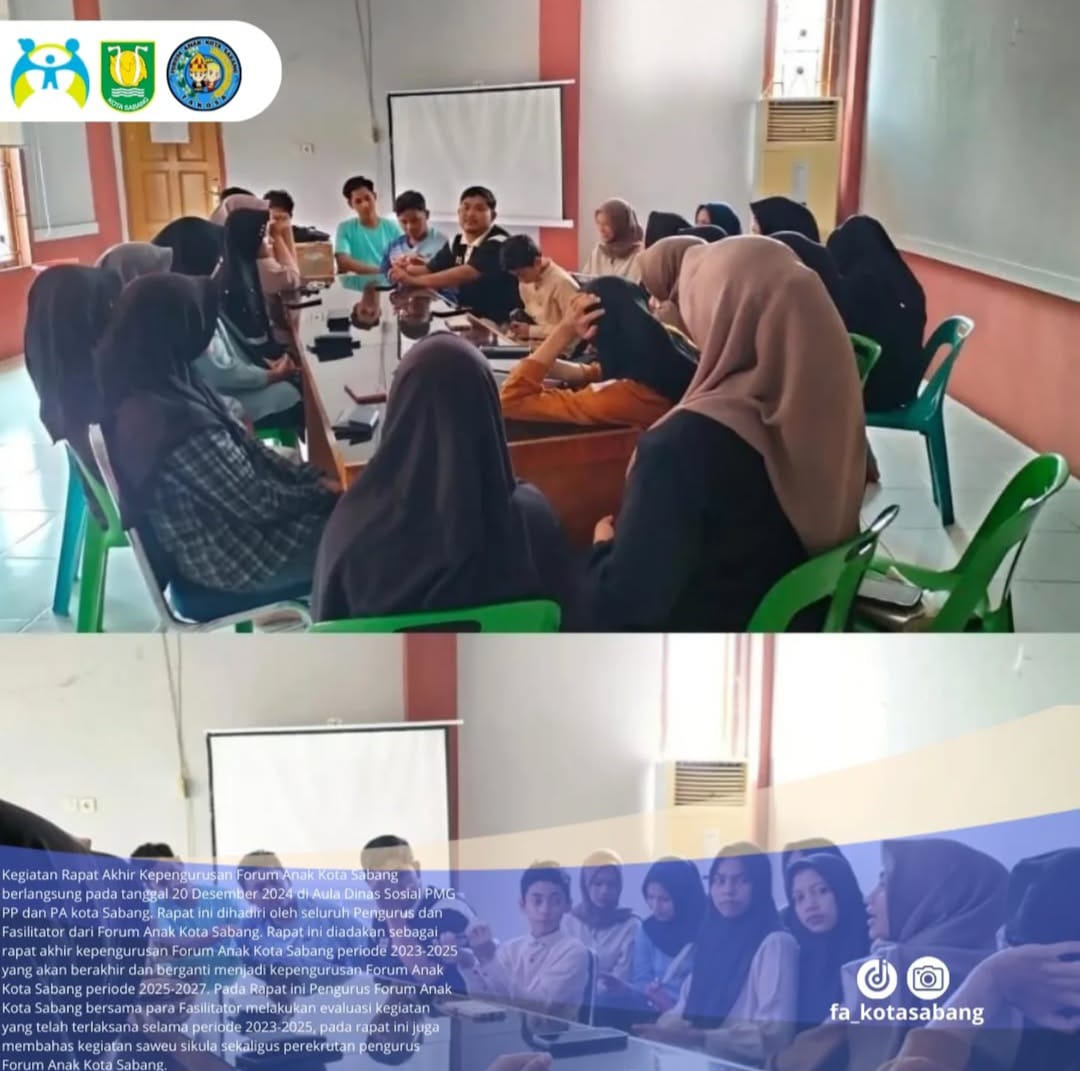 KOTA SABANG
Kegiatan Rapat Akhir Kepengurusan Forum Anak Kota Sabang
berlangsung pada tanggal 20 Desember 2024 di Aula Dinas Sosial PMG
PP dan PA kota Sabang. Rapat ini dihadiri oleh seluruh Pengurus dan
Fasilitator dari Forum Anak Kota Sabang. Rapat ini diadakan sebagai
rapat akhir kepengurusan Forum Anak Kota Sabang periode 2023-2025
yang akan berakhir dan berganti menjadi kepengurusan Forum Anak
Kota Sabang periode 2025-2027. Pada Rapat ini Pengurus Forum Anak
Kota Sabang bersama para Fasilitator melakukan evaluasi kegiatan
yang telah terlaksana selama periode 2023-2025, pada rapat ini juga
membahas kegiatan saweu sikula sekaligus perekrutan pengurus
Forum Anak Kota Sabang.
fa_kotasabang